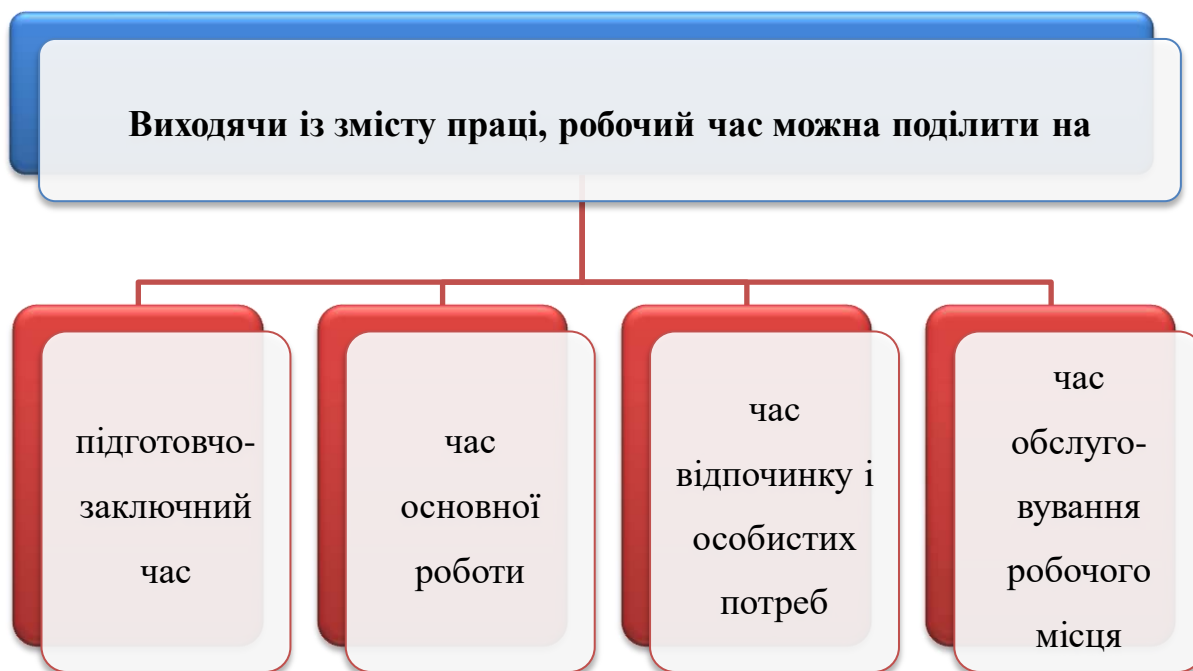 Виходячи із змісту праці, робочий час можна поділити на
підготовчо-
заключний
час
час
основної
роботи
час
відпочинку і
особистих
потреб
час
обслуго-
вування
робочого
місця